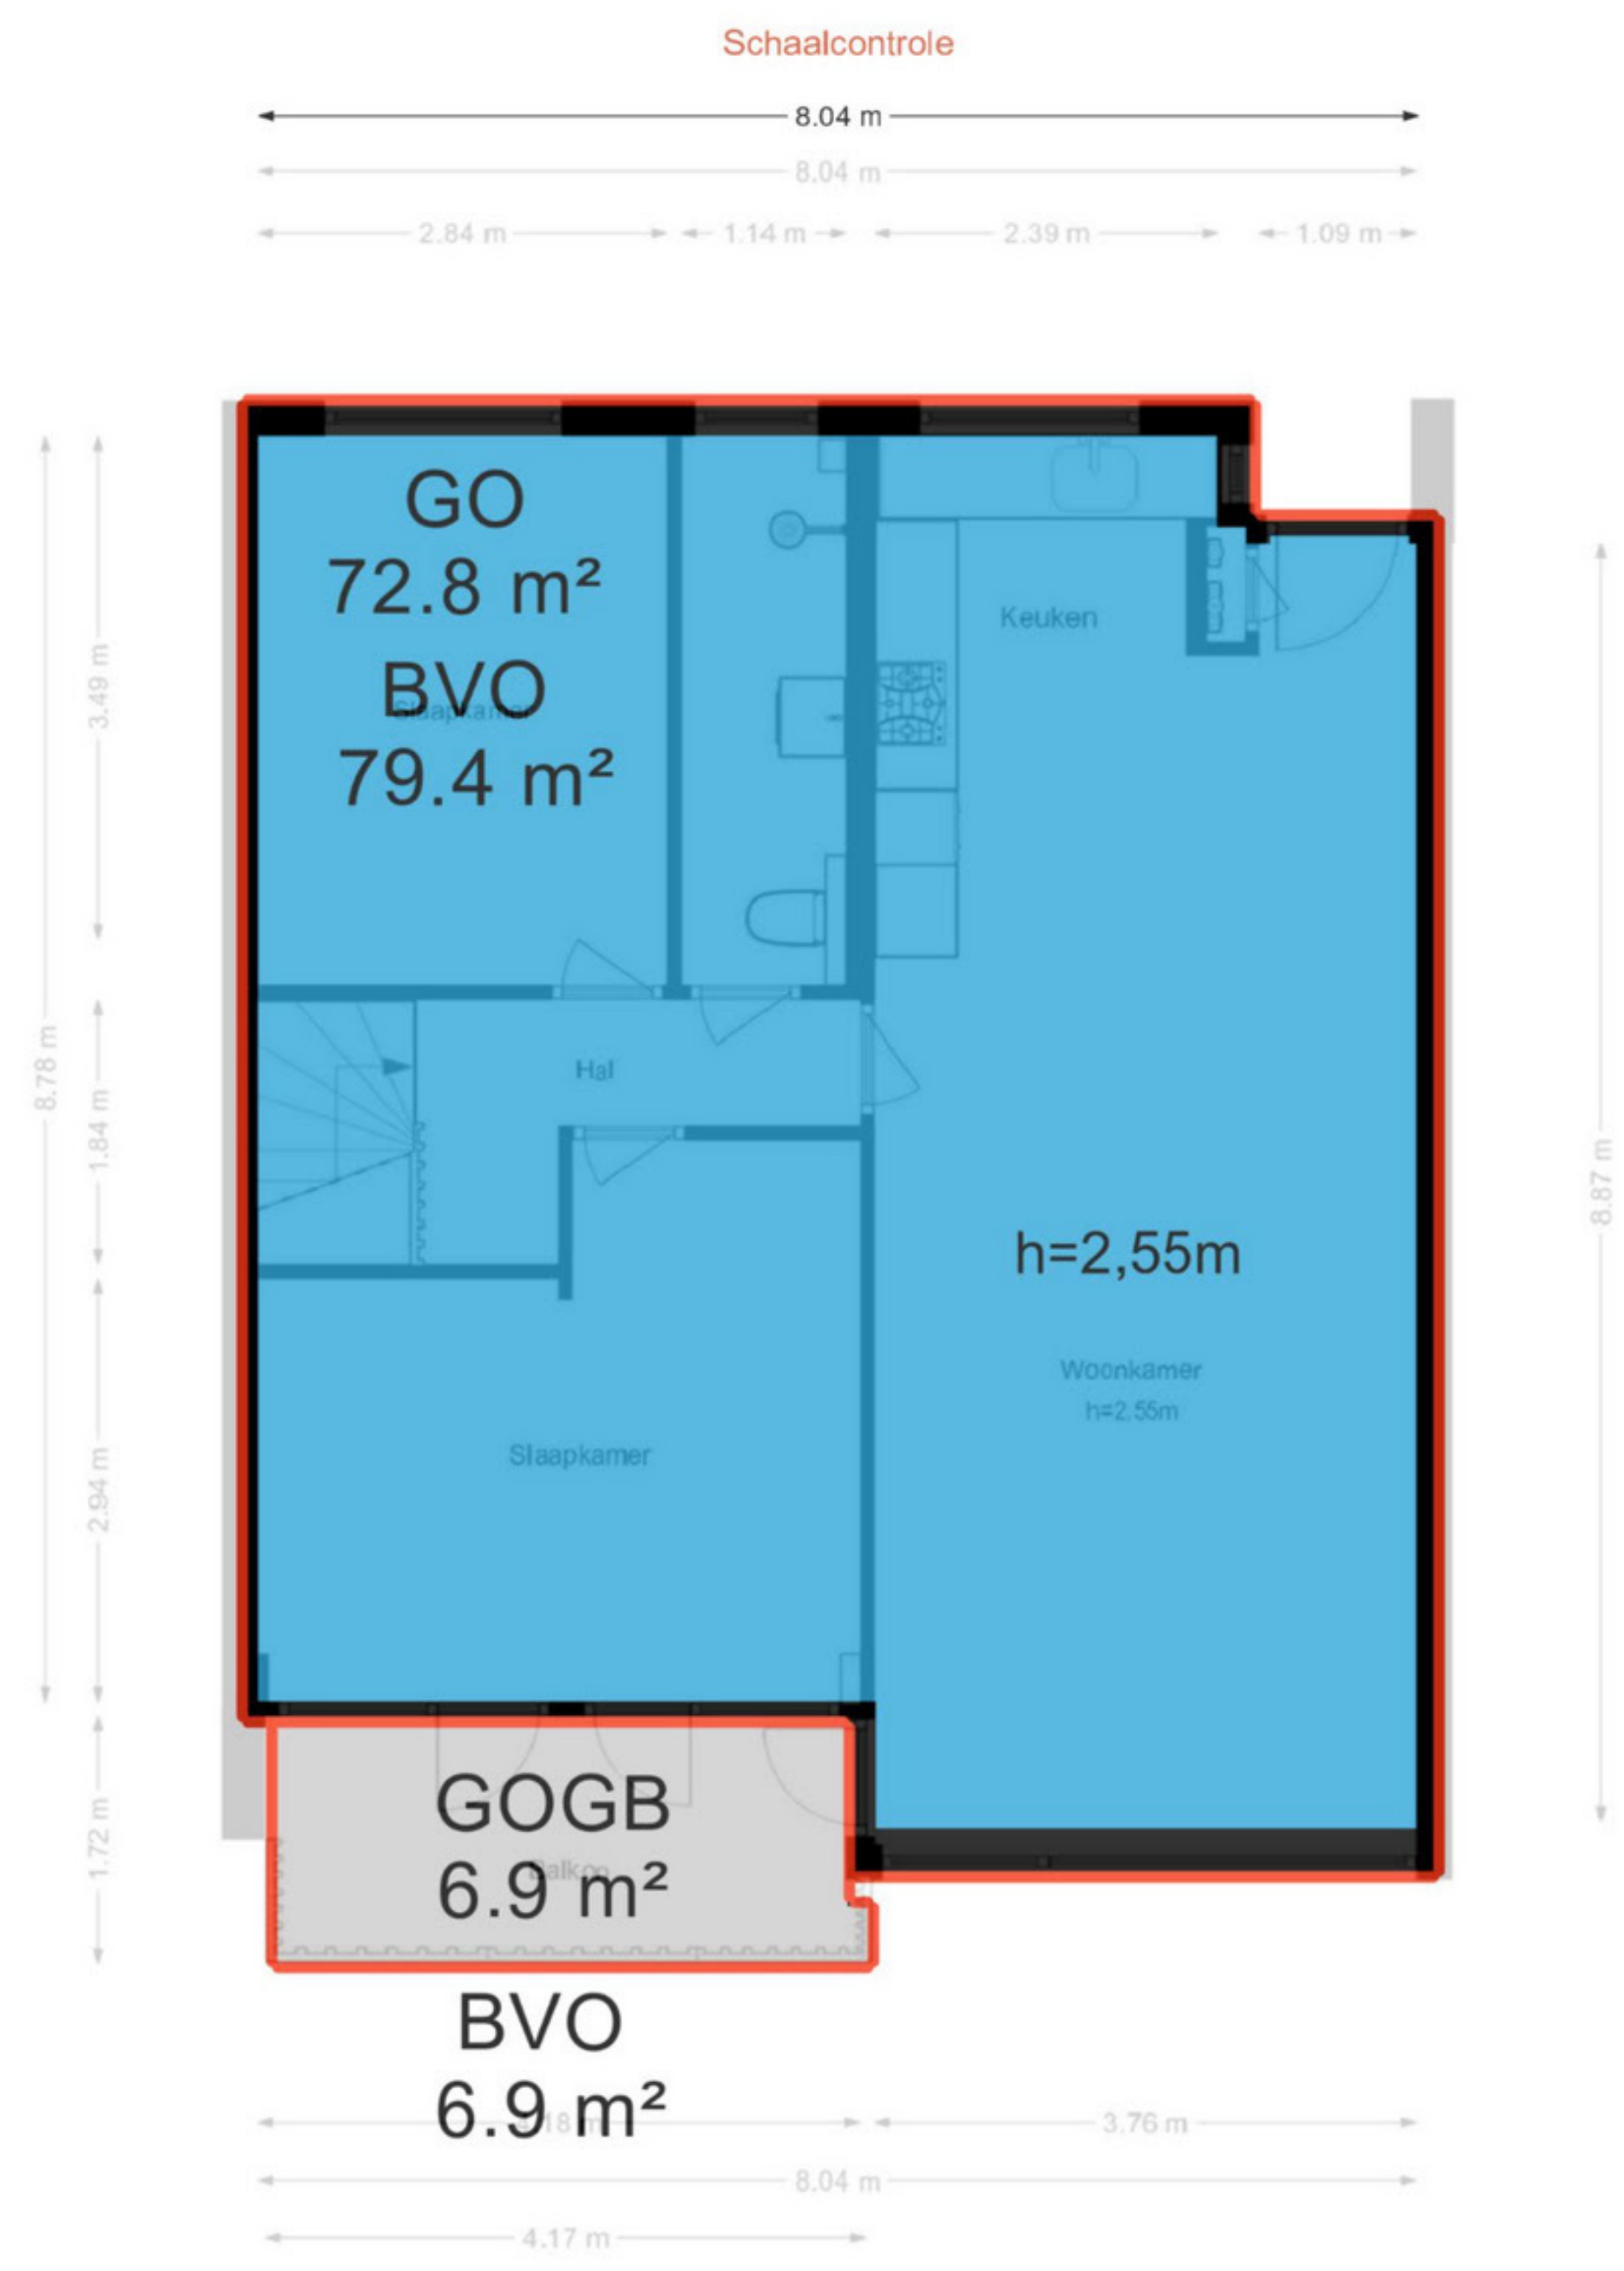 Schaalcontrole
8.04 m
8.04 m
2.84 m 1.14 m 2.39 m 1.09 m
GO
72.8 m²
BVO
Slaapkamer
79.4 m²
Keuken
3.49 m
8.78 m
1.84 m
2.94 m
1.72 m
8.87 m
Hal
h=2,55m
Woonkamer
h=2.55m
Slaapkamer
GOGB
Balkon
6.9 m²
BVO
6.9 m²
3.76 m
8.04 m
4.17 m